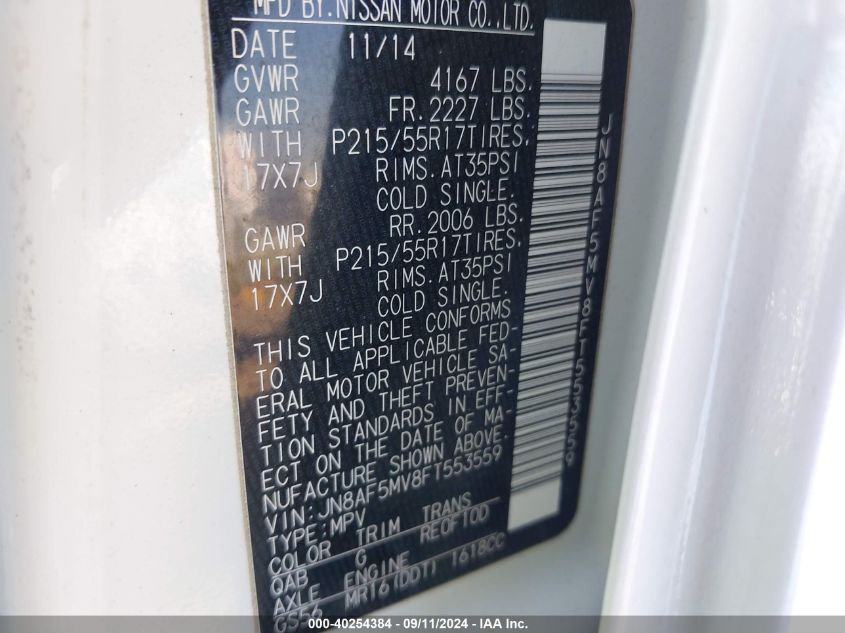 MFD BY.NISSAN MOTOR CO.,LTD.
DATE 11/14
GVWR 4167 LBS.
GAWR FR.2227 LBS.
WITH P215/55R17TIRES.
17X7J RIMS.AT35PSI
COLD SINGLE.
GAWR RR.2006 LBS.
WITH P215/55R17TIRES.
17X7J RIMS.AT35PSI
COLD SINGLE.
THIS VEHICLE CONFORMS
TO ALL APPLICABLE FED-
ERAL MOTOR VEHICLE SA-
FETY AND THEFT PREVEN-
TION STANDARDS IN EFF-
ECT ON THE DATE OF MA-
NUFACTURE SHOWN ABOVE.
VIN:JN8AF5MV8FT553559
TYPE:MPV
COLOR TRIM TRANS
QAB G RE0F10D
AXLE ENGINE
GS56 MR16(DDT) 1618CC
JN8AF5MV8FT553559
000-40254384 - 09/11/2024 - IAA Inc.